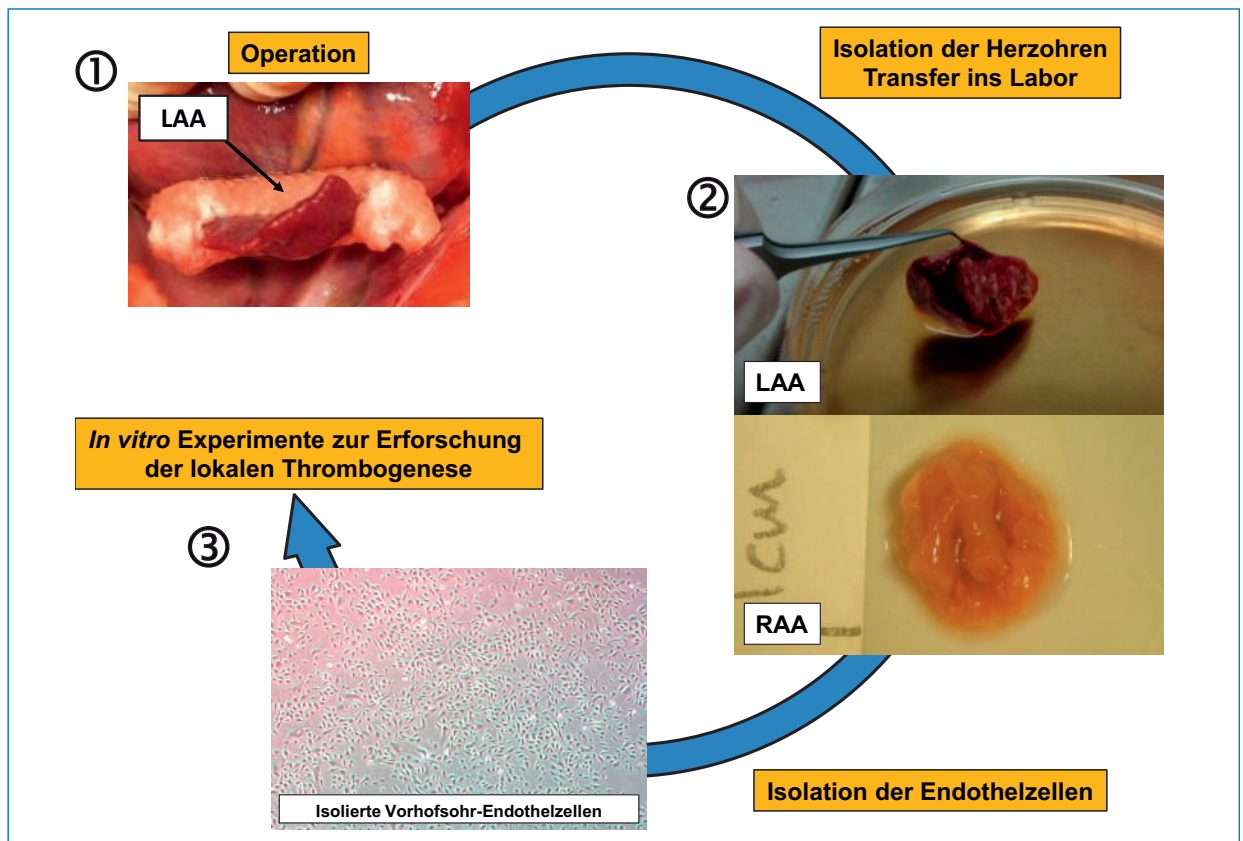 ①
Operation
LAA
Isolation der Herzohren
Transfer ins Labor
②
LAA
1cm
RAA
Isolation der Endothelzellen
③
Isolierte Vorhofsohr-Endothelzellen
In vitro Experimente zur Erforschung
der lokalen Thrombogenese